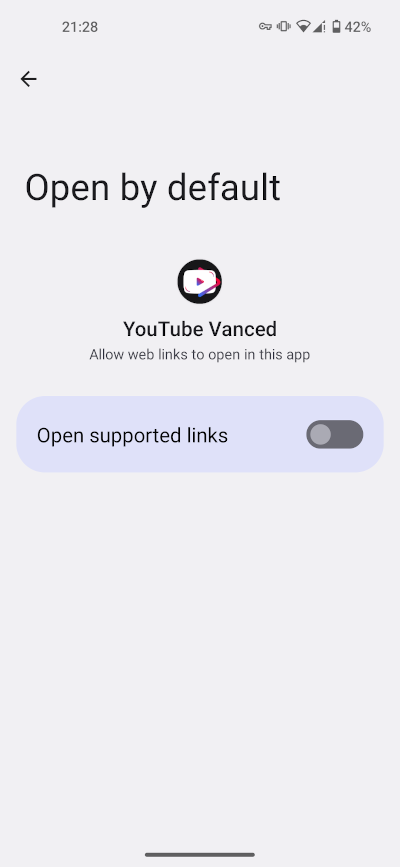 21:28
42%
Open by default
YouTube Vanced
Allow web links to open in this app
Open supported links